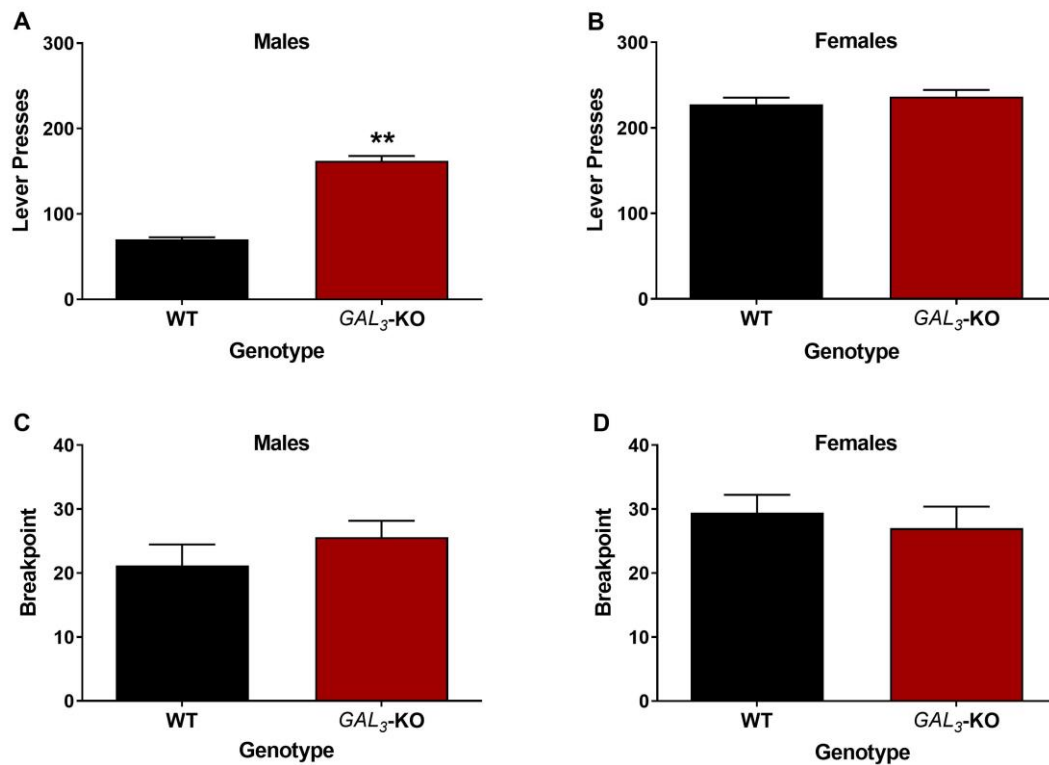 A
Males
300
200
100
0
Lever Presses
**
WT
GAL3-KO
Genotype
B
Females
300
200
100
0
Lever Presses
WT
GAL3-KO
Genotype
C
Males
40
30
20
10
0
Breakpoint
WT
GAL3-KO
Genotype
D
Females
40
30
20
10
0
Breakpoint
WT
GAL3-KO
Genotype